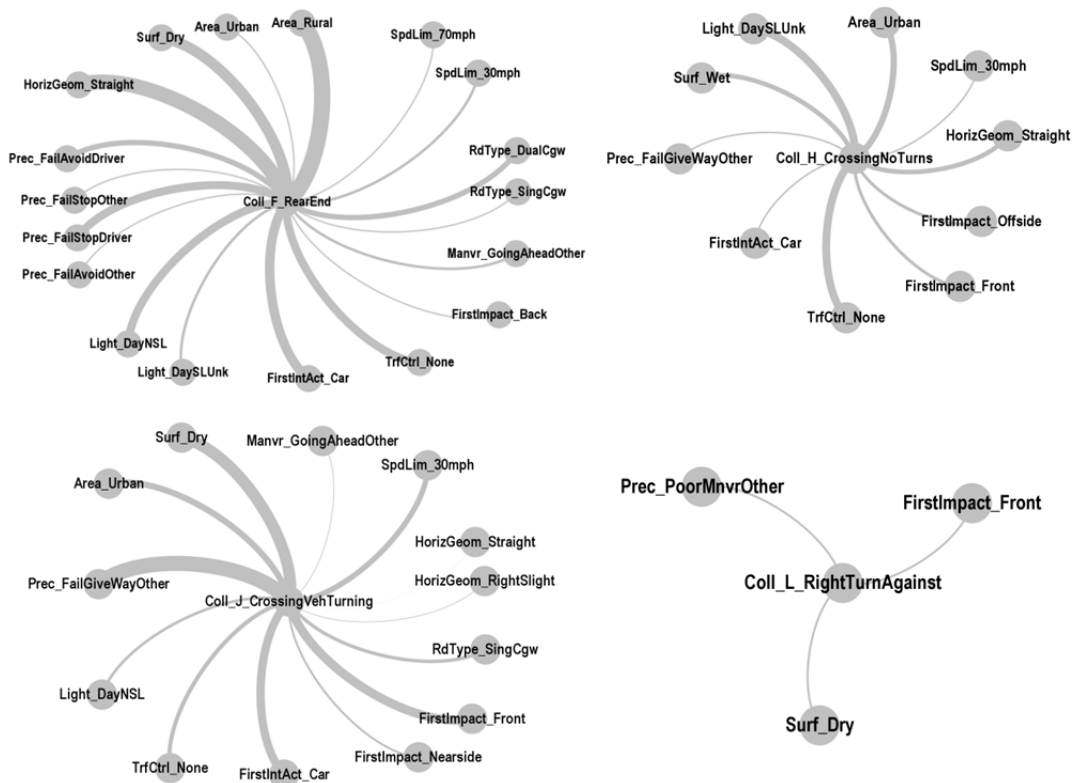 Area_Rural
Area_Urban
Surf_Dry
SpdLim_70mph
SpdLim_30mph
HorizGeom_Straight
RdType_DualCgw
Prec_FailAvoidDriver
RdType_SingCgw
Prec_FailStopOther
Coll_F_RearEnd
Prec_FailStopDriver
Manvr_GoingAheadOther
Prec_FailAvoidOther
FirstImpact_Back
Light_DayNSL
TrfCtrl_None
Light_DaySLUnk
FirstIntAct_Car
Light_DaySLUnk
Area_Urban
SpdLim_30mph
Surf_Wet
HorizGeom_Straight
Prec_FailGiveWayOther
Coll_H_CrossingNoTurns
FirstImpact_Offside
FirstIntAct_Car
FirstImpact_Front
TrfCtrl_None
Surf_Dry
Manvr_GoingAheadOther
SpdLim_30mph
Area_Urban
HorizGeom_Straight
HorizGeom_RightSlight
Prec_FailGiveWayOther
Coll_J_CrossingVehTurning
RdType_SingCgw
Light_DayNSL
FirstImpact_Front
FirstImpact_Nearside
TrfCtrl_None
FirstIntAct_Car
Prec_PoorMnvrOther
FirstImpact_Front
Coll_L_RightTurnAgainst
Surf_Dry